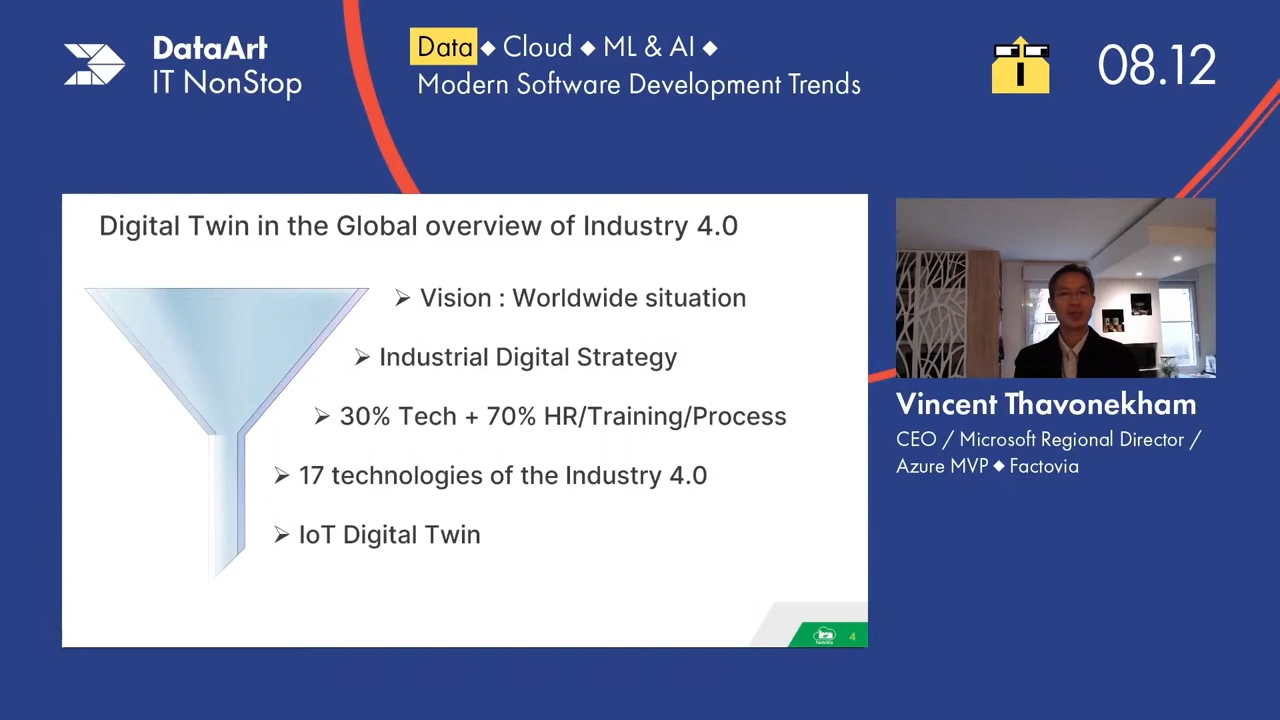 DataArt
IT NonStop
Data ◆ Cloud ◆ ML & AI ◆
Modern Software Development Trends
08.12
Digital Twin in the Global overview of Industry 4.0
➢ Vision : Worldwide situation
➢ Industrial Digital Strategy
➢ 30% Tech + 70% HR/Training/Process
➢ 17 technologies of the Industry 4.0
➢ IoT Digital Twin
4
Vincent Thavonekham
CEO / Microsoft Regional Director /
Azure MVP ◆ Factovia